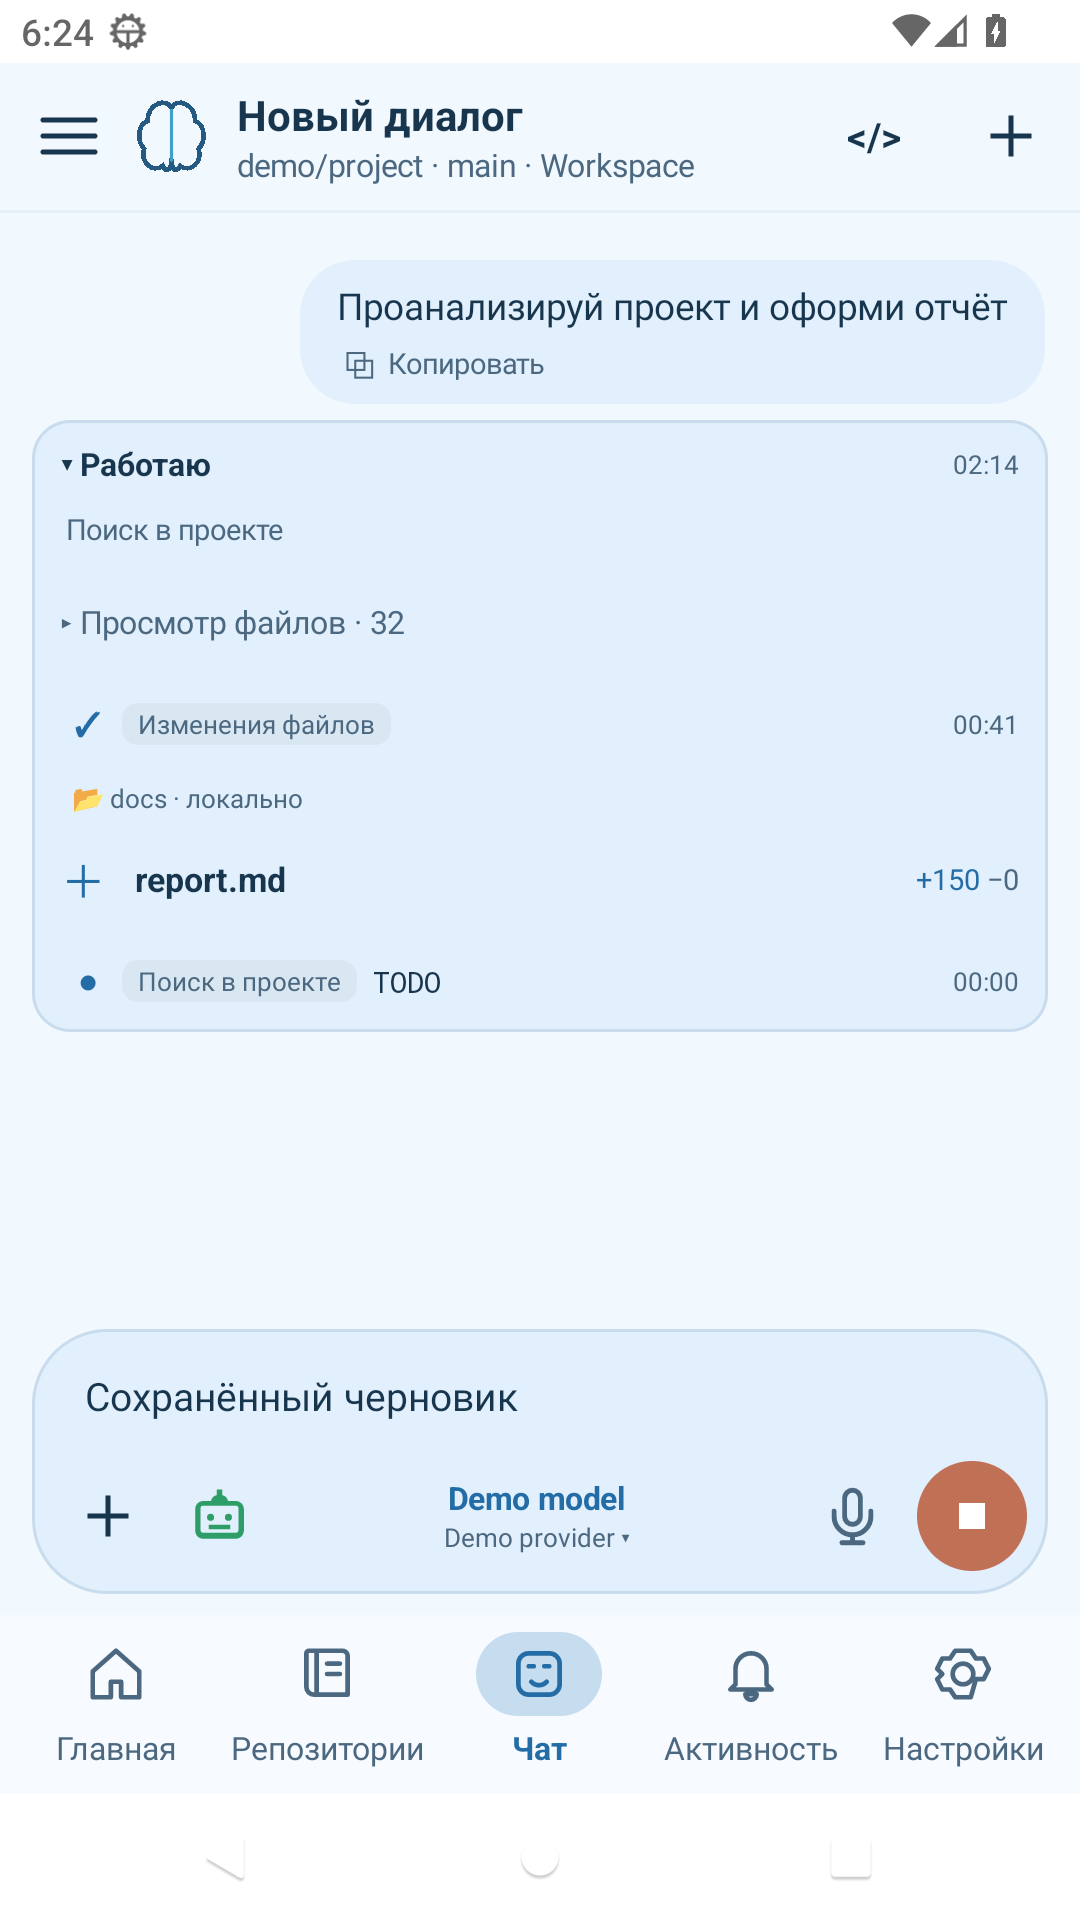 6:24
Новый диалог
demo/project · main · Workspace
</>
Проанализируй проект и оформи отчёт
Копировать
Работаю 02:14
Поиск в проекте
Просмотр файлов · 32
Изменения файлов 00:41
docs · локально
report.md +150 −0
Поиск в проекте TODO 00:00
Сохранённый черновик
Demo model
Demo provider
Главная Репозитории Чат Активность Настройки